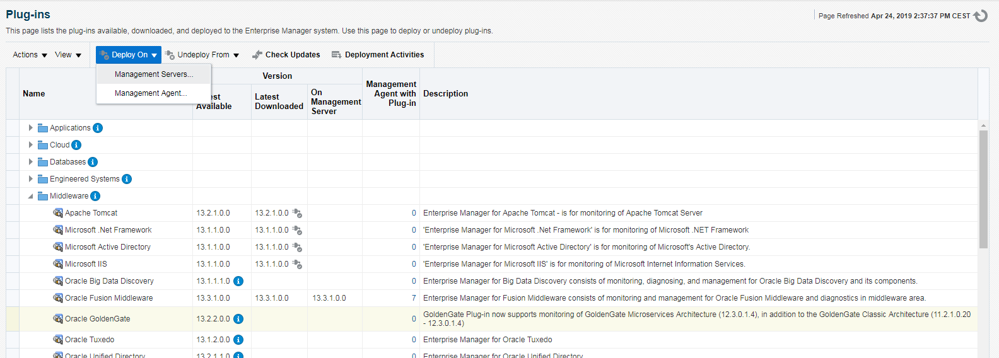 Plug-ins
Page Refreshed Apr 24, 2019 2:37:37 PM CEST
This page lists the plug-ins available, downloaded, and deployed to the Enterprise Manager system. Use this page to deploy or undeploy plug-ins.
Actions View Deploy On Undeploy From Check Updates Deployment Activities
Management Servers...
Management Agent...
Name
Version
Available
Latest
Downloaded
On
Management
Server
Management
Agent with
Plug-in
Description
Applications
Cloud
Databases
Engineered Systems
Middleware
Apache Tomcat 13.2.1.0.0 13.2.1.0.0 0 Enterprise Manager for Apache Tomcat - is for monitoring of Apache Tomcat Server
Microsoft .Net Framework 13.1.1.0.0 13.1.1.0.0 0 'Enterprise Manager for Microsoft .Net Framework' is for monitoring of Microsoft .NET Framework
Microsoft Active Directory 13.1.1.0.0 13.1.1.0.0 0 'Enterprise Manager for Microsoft Active Directory' is for monitoring of Microsoft's Active Directory.
Microsoft IIS 13.1.1.0.0 13.1.1.0.0 0 'Enterprise Manager for Microsoft IIS' is for monitoring of Microsoft Internet Information Services.
Oracle Big Data Discovery 13.1.1.1.0 0 Enterprise Manager for Big Data Discovery consists of monitoring, diagnosing, and management for Oracle Big Data Discovery and its components.
Oracle Fusion Middleware 13.3.1.0.0 13.3.1.0.0 13.3.1.0.0 7 Enterprise Manager for Fusion Middleware consists of monitoring and management for Oracle Fusion Middleware and diagnostics in middleware area.
Oracle GoldenGate 13.2.2.0.0 0 GoldenGate Plug-in now supports monitoring of GoldenGate Microservices Architecture (12.3.0.1.4), in addition to the GoldenGate Classic Architecture (11.2.1.0.20
- 12.3.0.1.4)
Oracle Tuxedo 13.1.2.0.0 0 Enterprise Manager for Oracle Tuxedo
Oracle Unified Directory 13.2.1.1.0 0 Enterprise Manager for Oracle Unified Directory